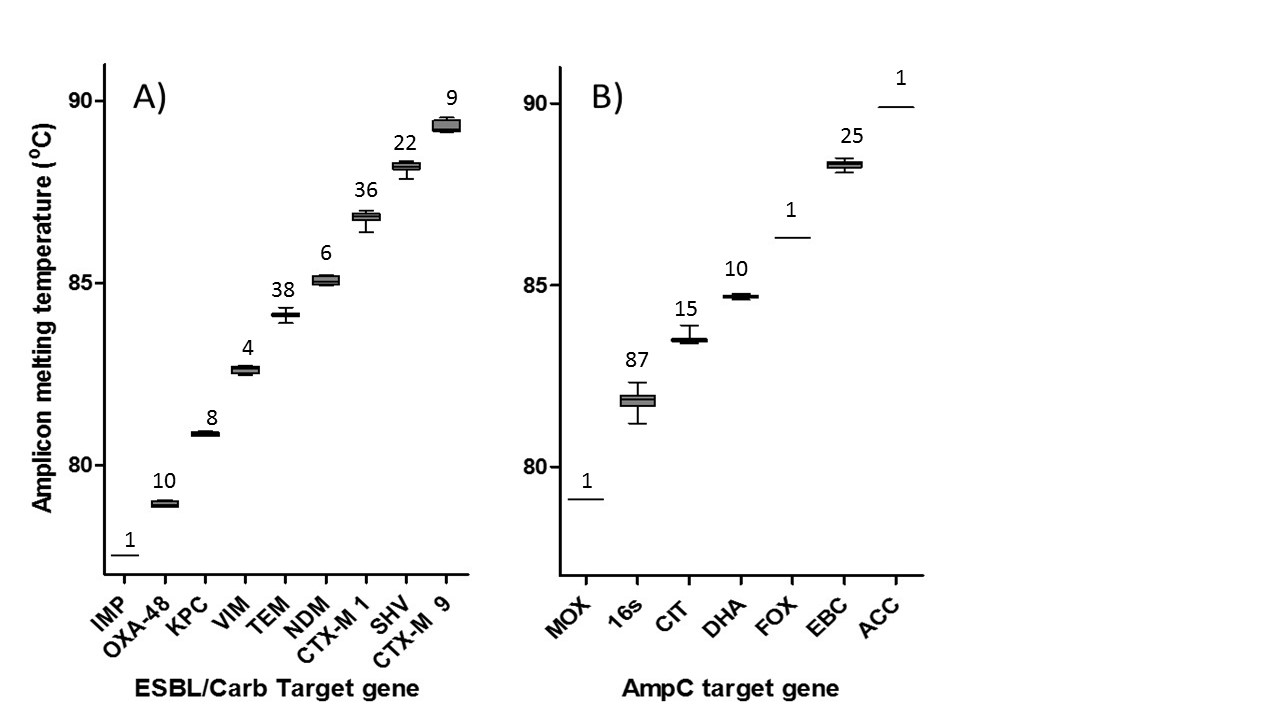 A)
Amplicon melting temperature (°C)
90
85
80
1
10
8
4
38
6
36
22
9
IMP
OXA-48
KPC
VIM
TEM
NDM
CTX-M 1
SHV
CTX-M 9
ESBL/Carb Target gene
B)
90
85
80
1
87
15
10
1
25
1
MOX
16s
CIT
DHA
FOX
EBC
ACC
AmpC target gene